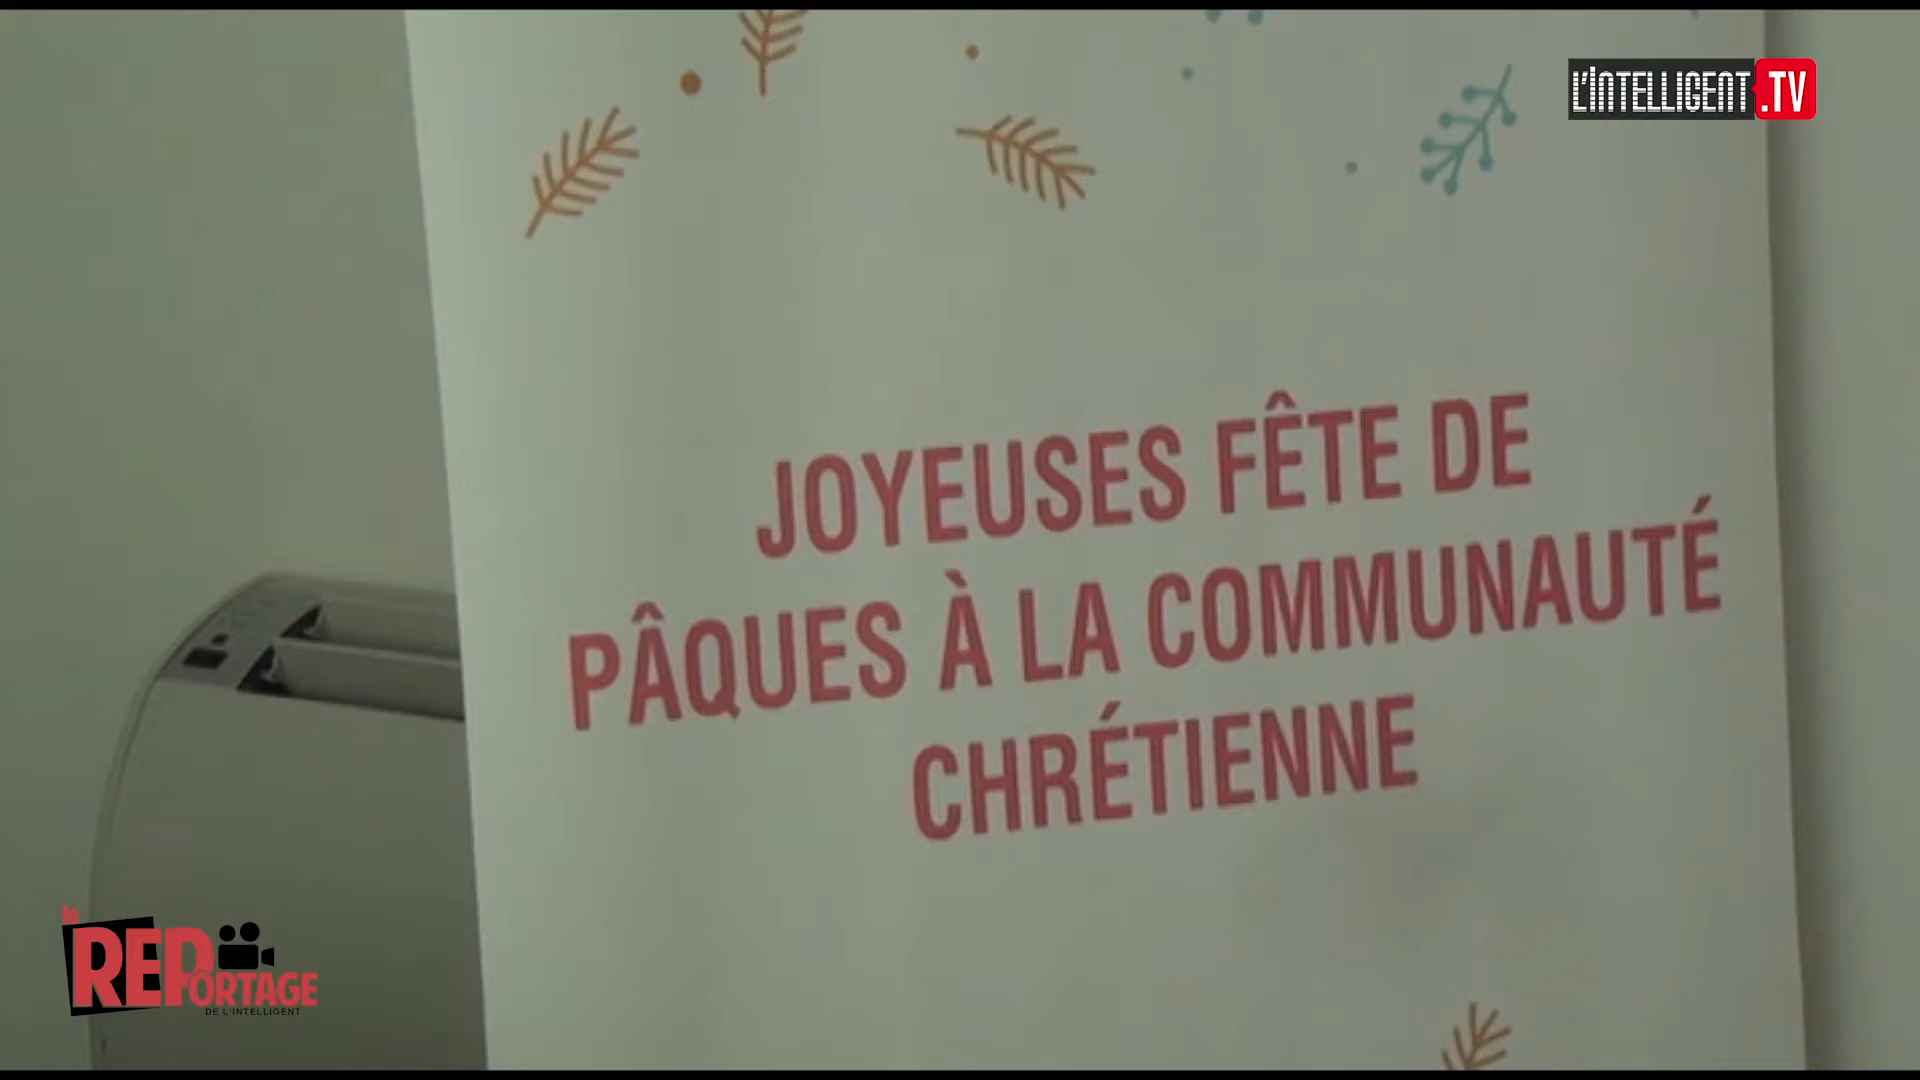 L'INTELLIGENT.TV
JOYEUSES FÊTE DE
PÂQUES À LA COMMUNAUTÉ
CHRÉTIENNE
le
REPORTAGE
DE L'INTELLIGENT